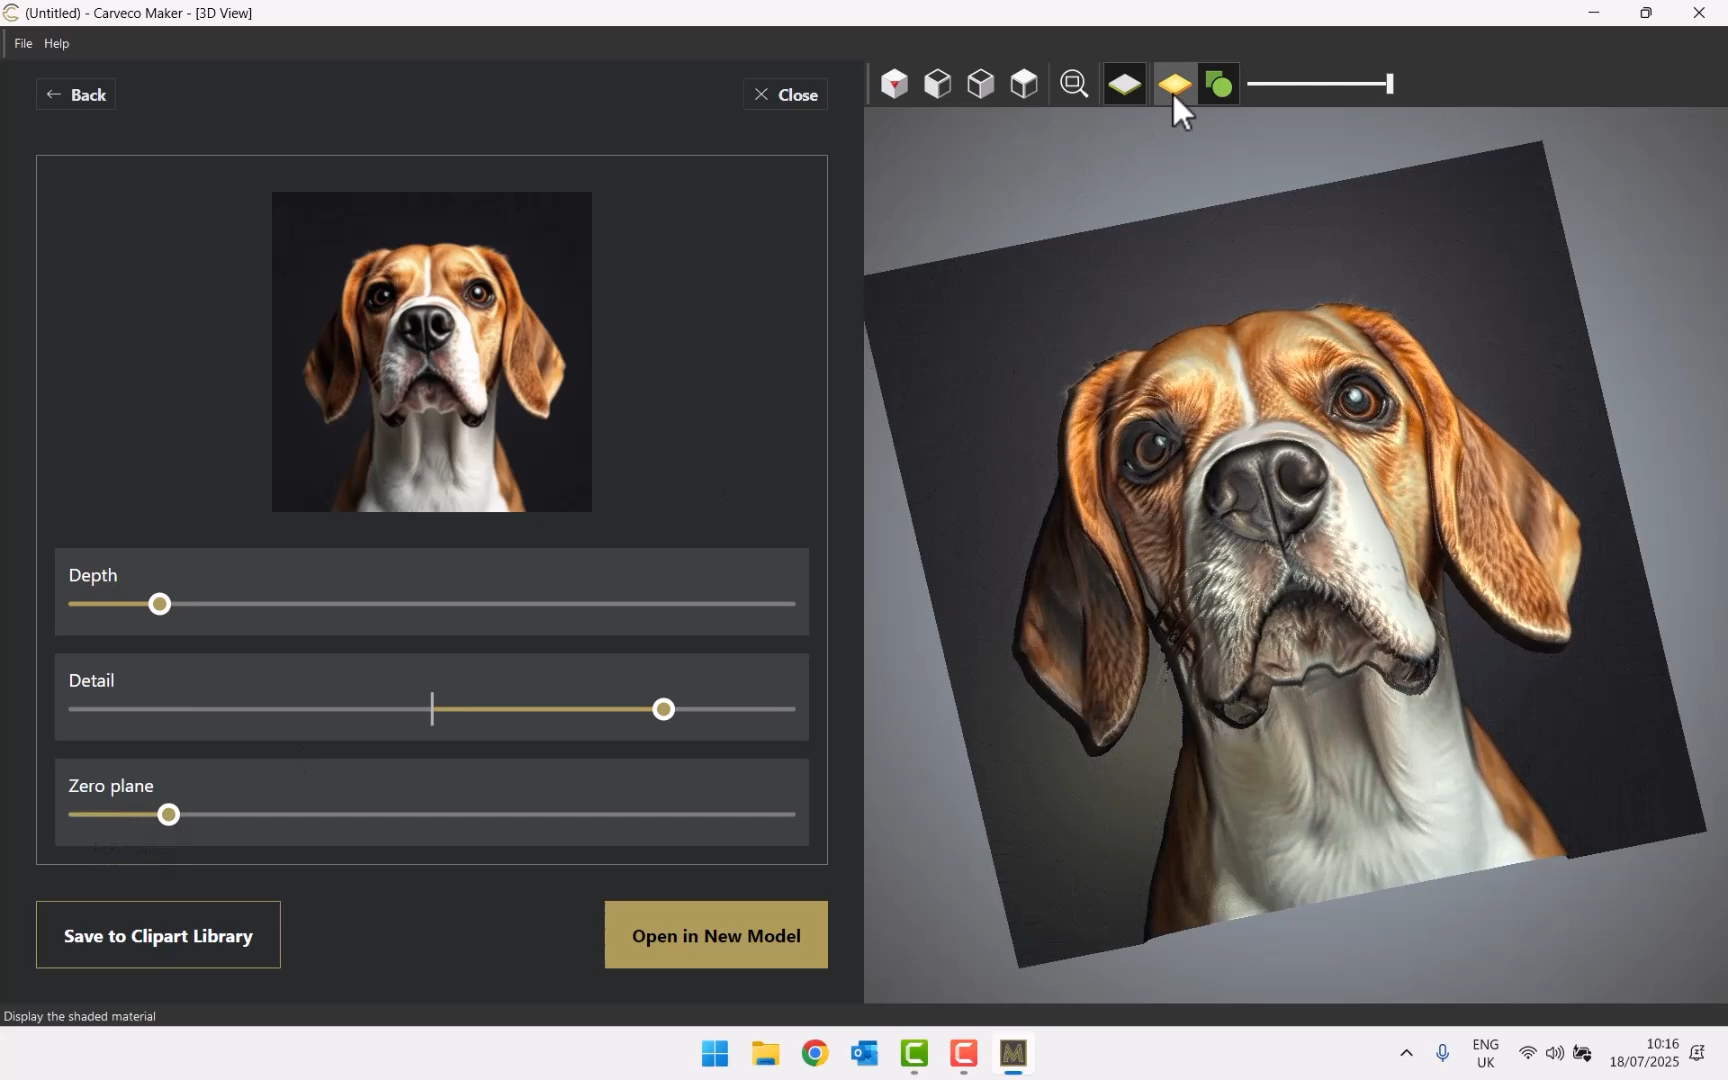 (Untitled) - Carveco Maker - [3D View]
File Help
Back
Close
Depth
Detail
Zero plane
Save to Clipart Library
Open in New Model
Display the shaded material
ENG
UK
10:16
18/07/2025